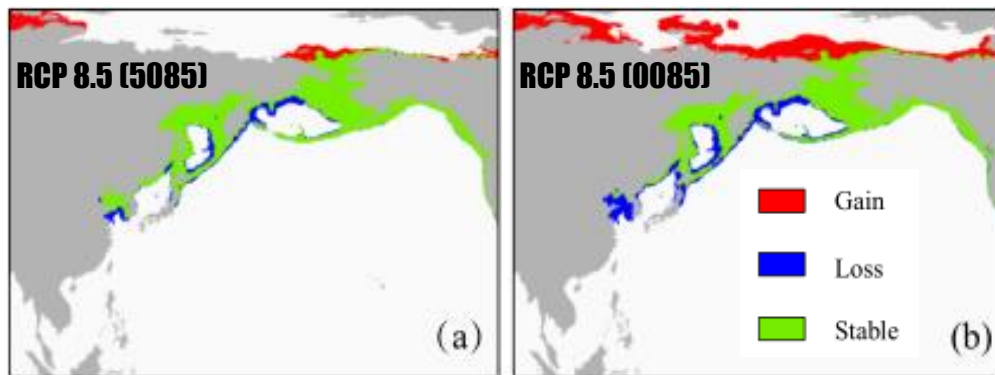 RCP 8.5 (5085)
(a)
RCP 8.5 (0085)
Gain
Loss
Stable
(b)